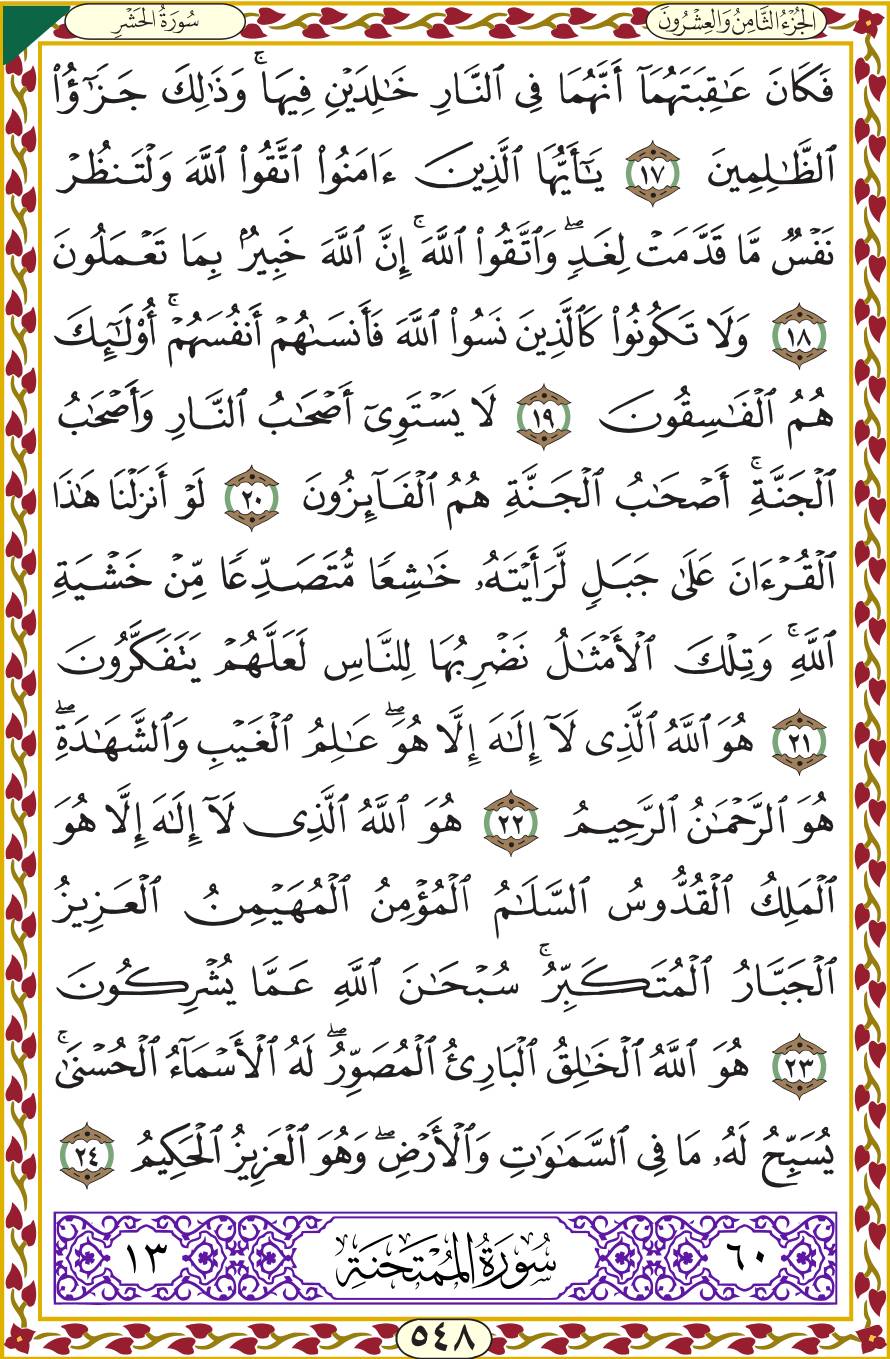 الجُزْءُ الثَّامِنُ وَالعِشْرُونَ
سُورَةُ الحَشْرِ
فَكَانَ عَٰقِبَتَهُمَآ أَنَّهُمَا فِى ٱلنَّارِ خَٰلِدَيْنِ فِيهَاۚ وَذَٰلِكَ جَزَٰٓؤُا۟
ٱلظَّٰلِمِينَ ١٧ يَٰٓأَيُّهَا ٱلَّذِينَ ءَامَنُوا۟ ٱتَّقُوا۟ ٱللَّهَ وَلْتَنظُرْ
نَفْسٌ مَّا قَدَّمَتْ لِغَدٍۖ وَٱتَّقُوا۟ ٱللَّهَۚ إِنَّ ٱللَّهَ خَبِيرٌۢ بِمَا تَعْمَلُونَ
١٨ وَلَا تَكُونُوا۟ كَٱلَّذِينَ نَسُوا۟ ٱللَّهَ فَأَنسَىٰهُمْ أَنفُسَهُمْۚ أُو۟لَٰٓئِكَ
هُمُ ٱلْفَٰسِقُونَ ١٩ لَا يَسْتَوِىٓ أَصْحَٰبُ ٱلنَّارِ وَأَصْحَٰبُ
ٱلْجَنَّةِۚ أَصْحَٰبُ ٱلْجَنَّةِ هُمُ ٱلْفَآئِزُونَ ٢٠ لَوْ أَنزَلْنَا هَٰذَا
ٱلْقُرْءَانَ عَلَىٰ جَبَلٍ لَّرَأَيْتَهُۥ خَٰشِعًا مُّتَصَدِّعًا مِّنْ خَشْيَةِ
ٱللَّهِۚ وَتِلْكَ ٱلْأَمْثَٰلُ نَضْرِبُهَا لِلنَّاسِ لَعَلَّهُمْ يَتَفَكَّرُونَ
٢١ هُوَ ٱللَّهُ ٱلَّذِى لَآ إِلَٰهَ إِلَّا هُوَۖ عَٰلِمُ ٱلْغَيْبِ وَٱلشَّهَٰدَةِۖ
هُوَ ٱلرَّحْمَٰنُ ٱلرَّحِيمُ ٢٢ هُوَ ٱللَّهُ ٱلَّذِى لَآ إِلَٰهَ إِلَّا هُوَ
ٱلْمَلِكُ ٱلْقُدُّوسُ ٱلسَّلَٰمُ ٱلْمُؤْمِنُ ٱلْمُهَيْمِنُ ٱلْعَزِيزُ
ٱلْجَبَّارُ ٱلْمُتَكَبِّرُۚ سُبْحَٰنَ ٱللَّهِ عَمَّا يُشْرِكُونَ
٢٣ هُوَ ٱللَّهُ ٱلْخَٰلِقُ ٱلْبَارِئُ ٱلْمُصَوِّرُۖ لَهُ ٱلْأَسْمَآءُ ٱلْحُسْنَىٰۚ
يُسَبِّحُ لَهُۥ مَا فِى ٱلسَّمَٰوَٰتِ وَٱلْأَرْضِۖ وَهُوَ ٱلْعَزِيزُ ٱلْحَكِيمُ ٢٤
٦٠ سُورَةُ المُمْتَحَنَةِ ١٣
٥٤٨